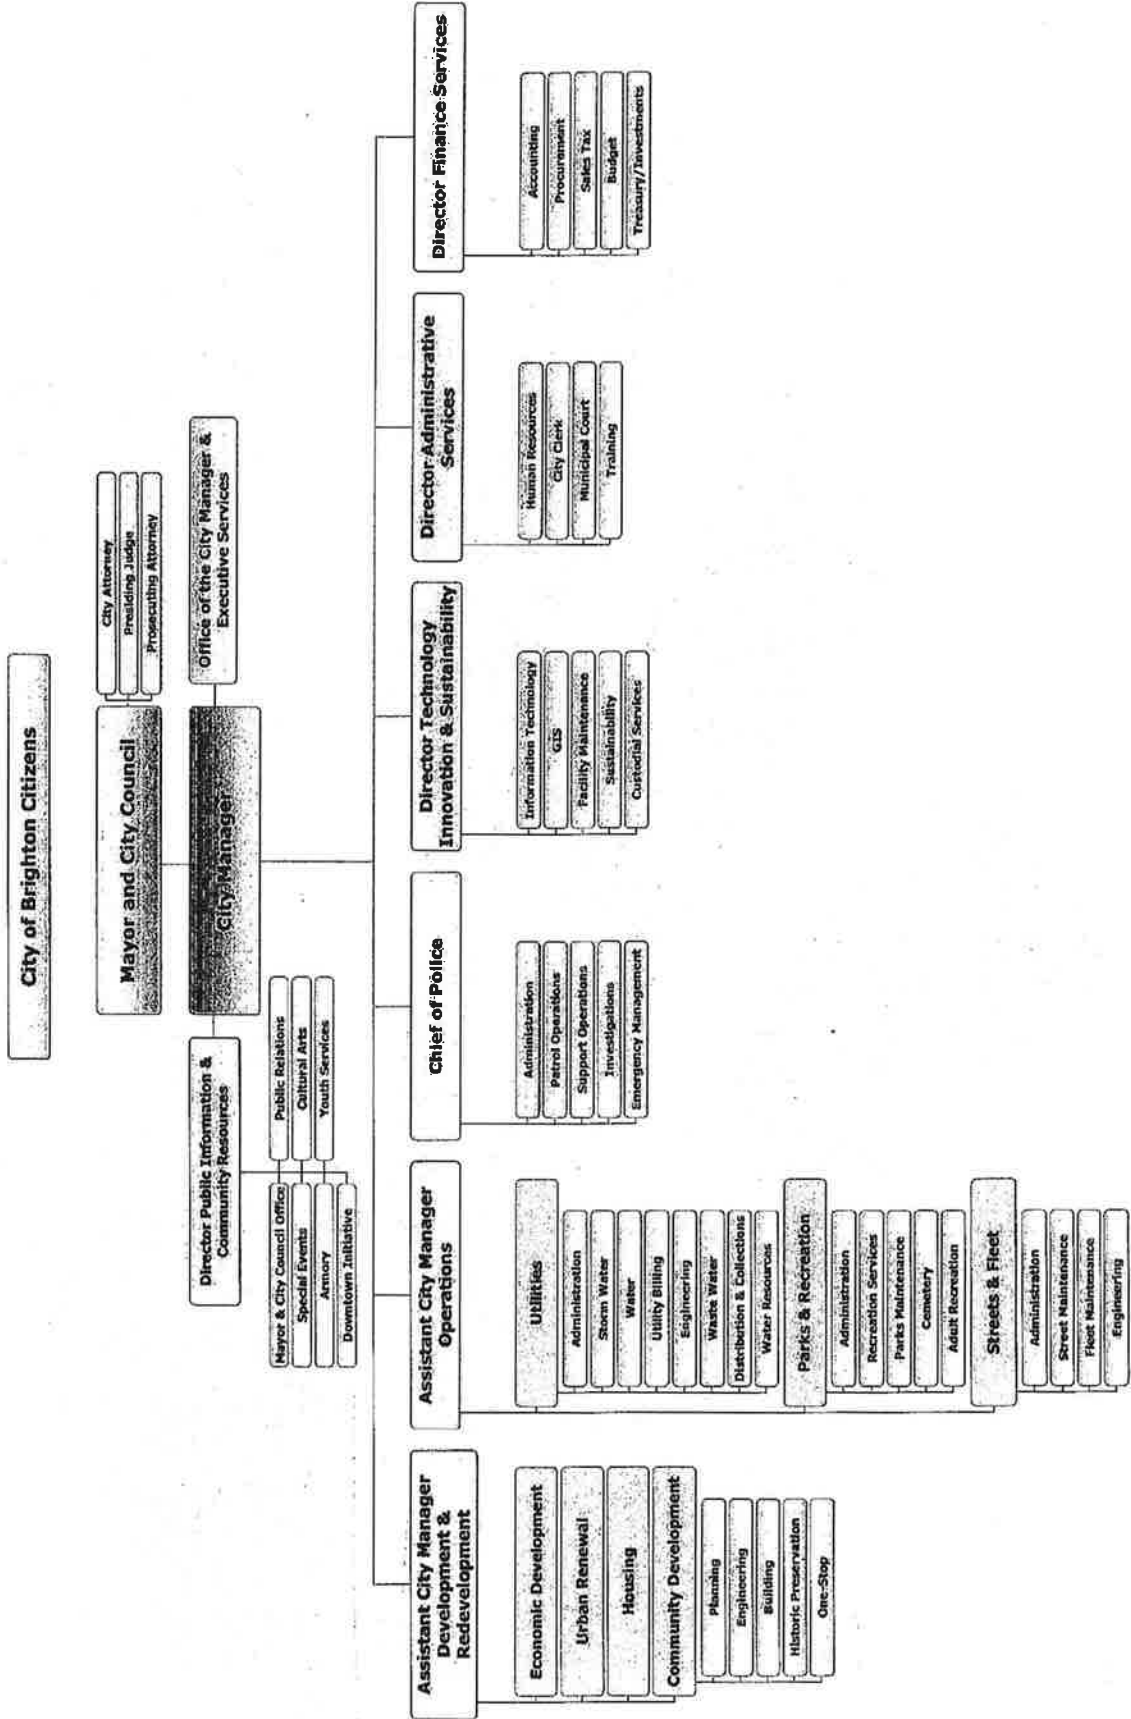 City of Brighton Citizens
Mayor and City Council
City Attorney
Presiding Judge
Prosecuting Attorney
City Manager
Office of the City Manager &
Executive Services
Director Public Information &
Community Resources
Mayor & City Council Office
Public Relations
Special Events
Cultural Arts
Armory
Youth Services
Downtown Initiative
Assistant City Manager
Development &
Redevelopment
Economic Development
Urban Renewal
Housing
Community Development
Planning
Engineering
Building
Historic Preservation
One-Stop
Assistant City Manager
Operations
Utilities
Administration
Storm Water
Water
Utility Billing
Engineering
Waste Water
Distribution & Collections
Water Resources
Parks & Recreation
Administration
Recreation Services
Parks Maintenance
Cemetery
Adult Recreation
Streets & Fleet
Administration
Street Maintenance
Fleet Maintenance
Engineering
Chief of Police
Administration
Patrol Operations
Support Operations
Investigations
Emergency Management
Director Technology
Innovation & Sustainability
Information Technology
GIS
Facility Maintenance
Sustainability
Custodial Services
Director Administrative
Services
Human Resources
City Clerk
Municipal Court
Training
Director Finance Services
Accounting
Procurement
Sales Tax
Budget
Treasury/Investments